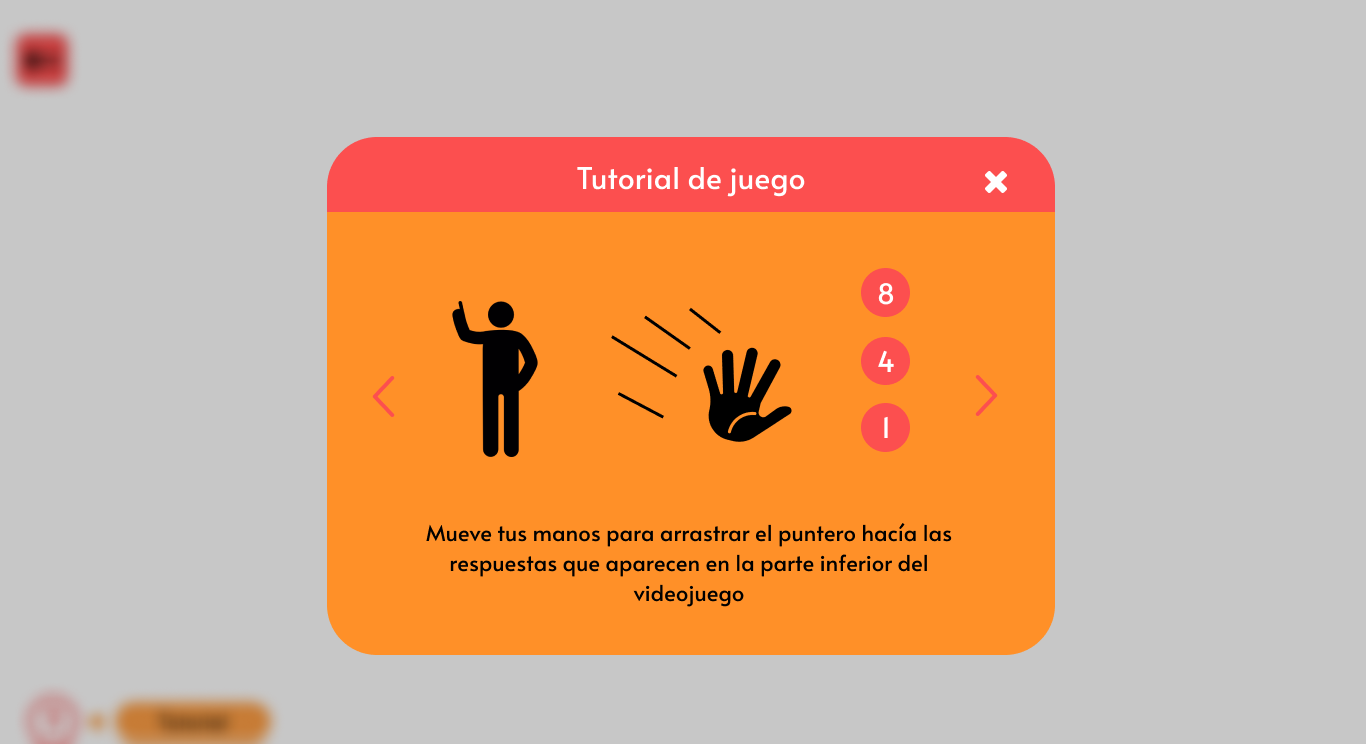 Tutorial de juego
8
4
1
Mueve tus manos para arrastrar el puntero hacía las
respuestas que aparecen en la parte inferior del
videojuego